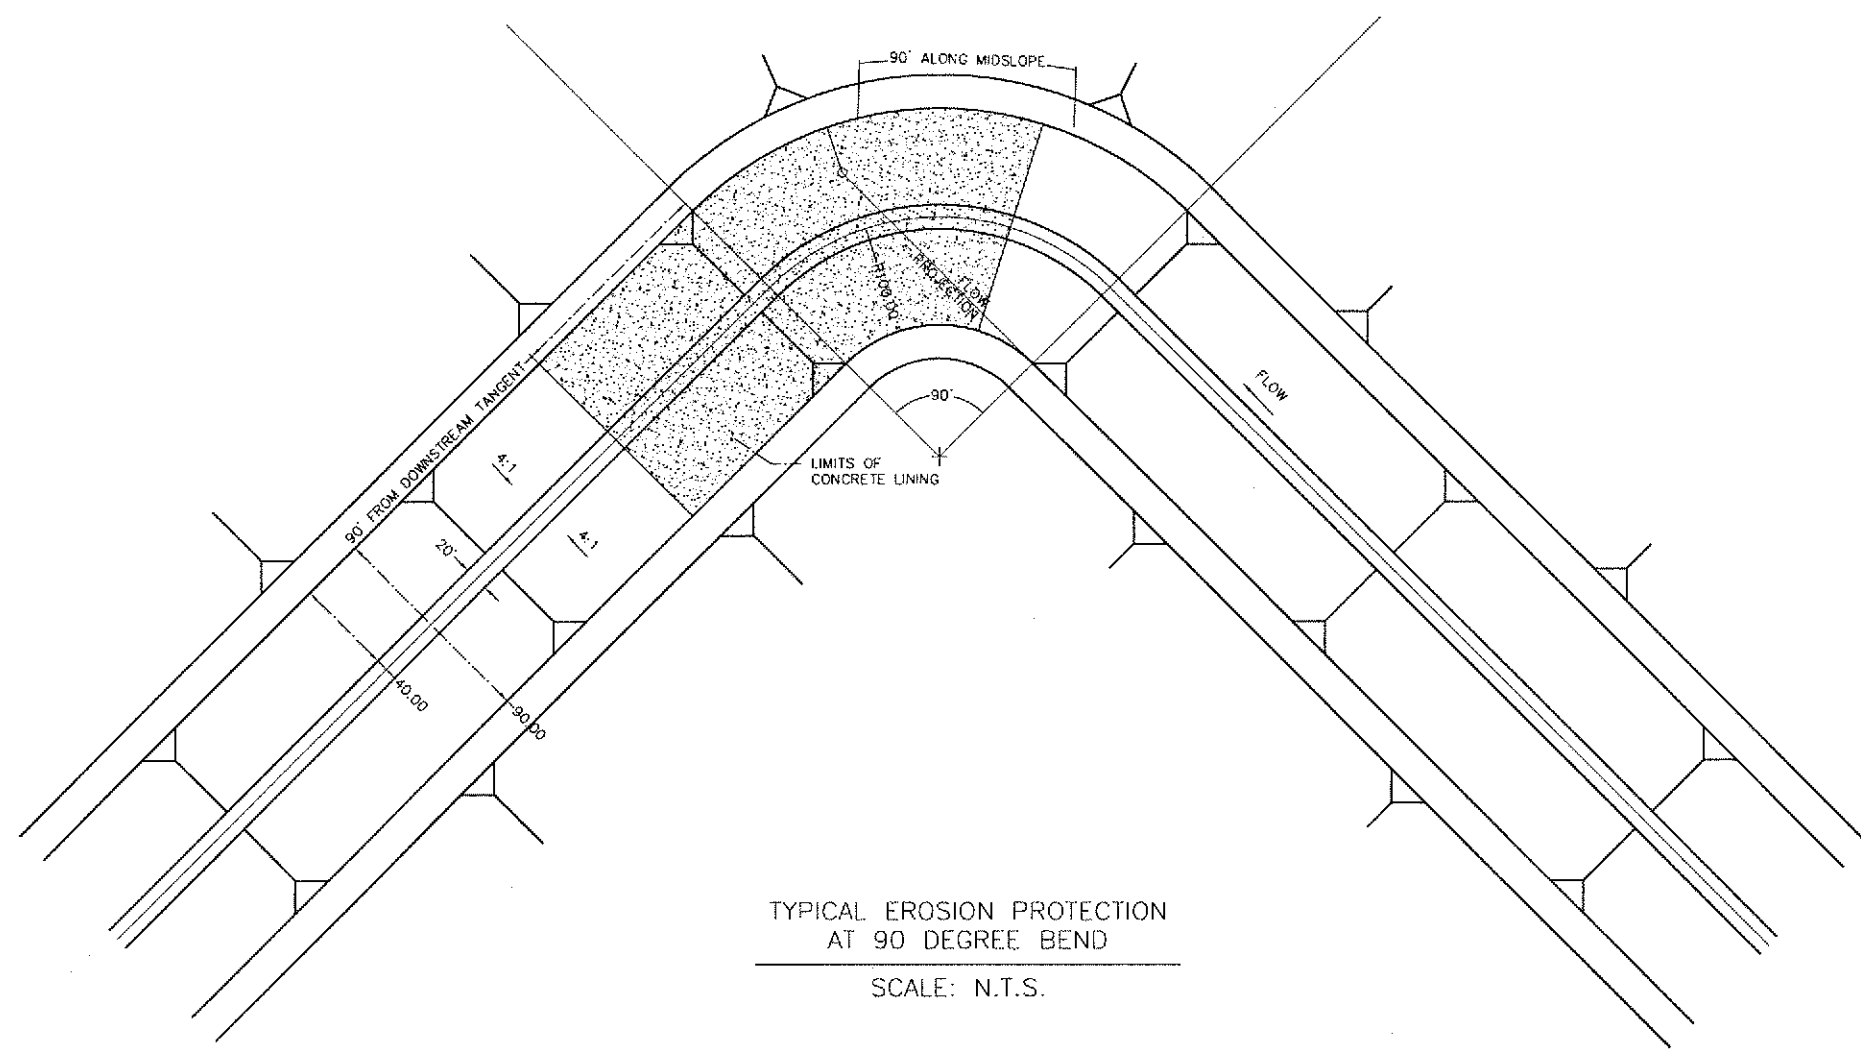 90' ALONG MIDSLOPE
FLOW
PROJECTION
R100.00
90°
FLOW
90' FROM DOWNSTREAM TANGENT
LIMITS OF
CONCRETE LINING
4:1
4:1
20'
40.00
90.00
TYPICAL EROSION PROTECTION
AT 90 DEGREE BEND
SCALE: N.T.S.